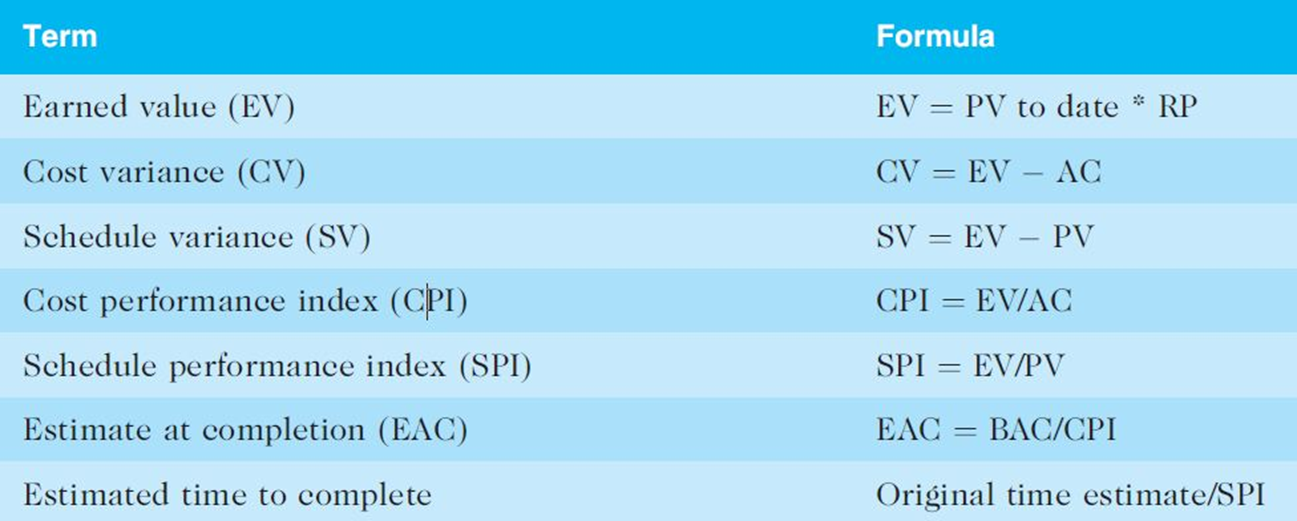 Term Formula
Earned value (EV) EV = PV to date * RP
Cost variance (CV) CV = EV – AC
Schedule variance (SV) SV = EV – PV
Cost performance index (CPI) CPI = EV/AC
Schedule performance index (SPI) SPI = EV/PV
Estimate at completion (EAC) EAC = BAC/CPI
Estimated time to complete Original time estimate/SPI